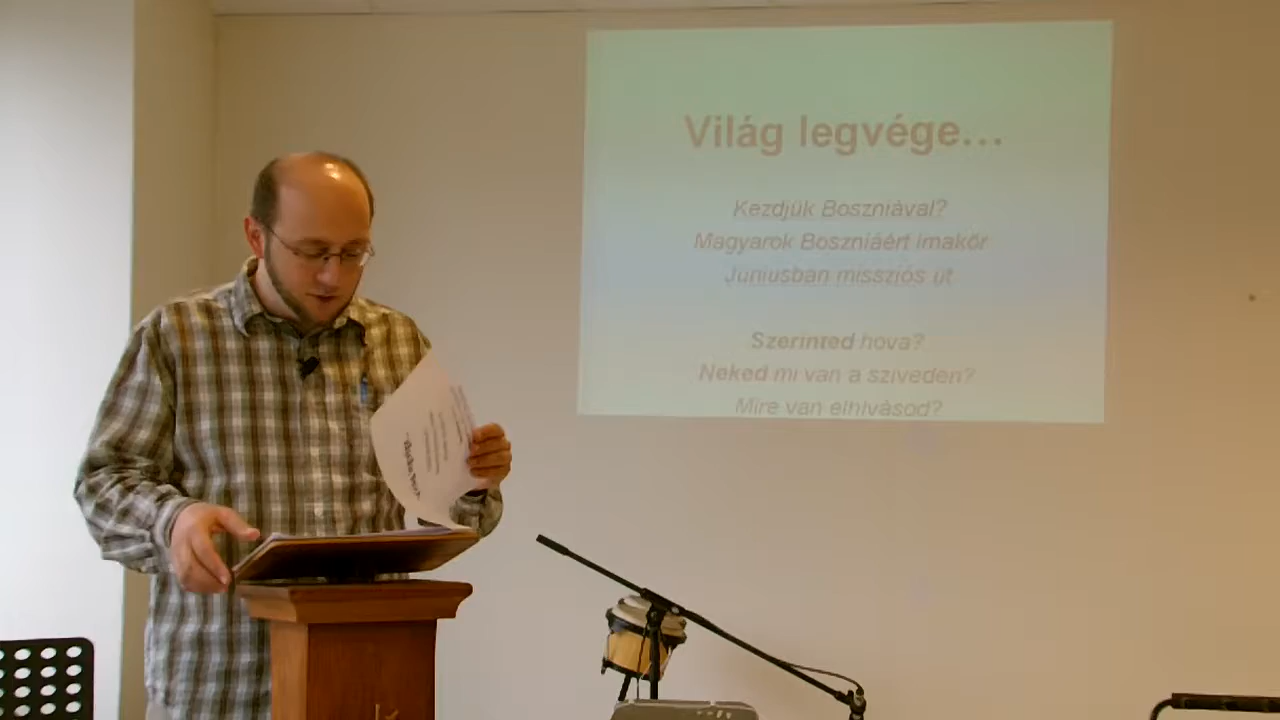 Világ legvége...
Kezdjük Boszniával?
Magyarok Boszniáért imakör
Júniusban missziós út
Szerinted hova?
Neked mi van a szíveden?
Mire van elhívásod?